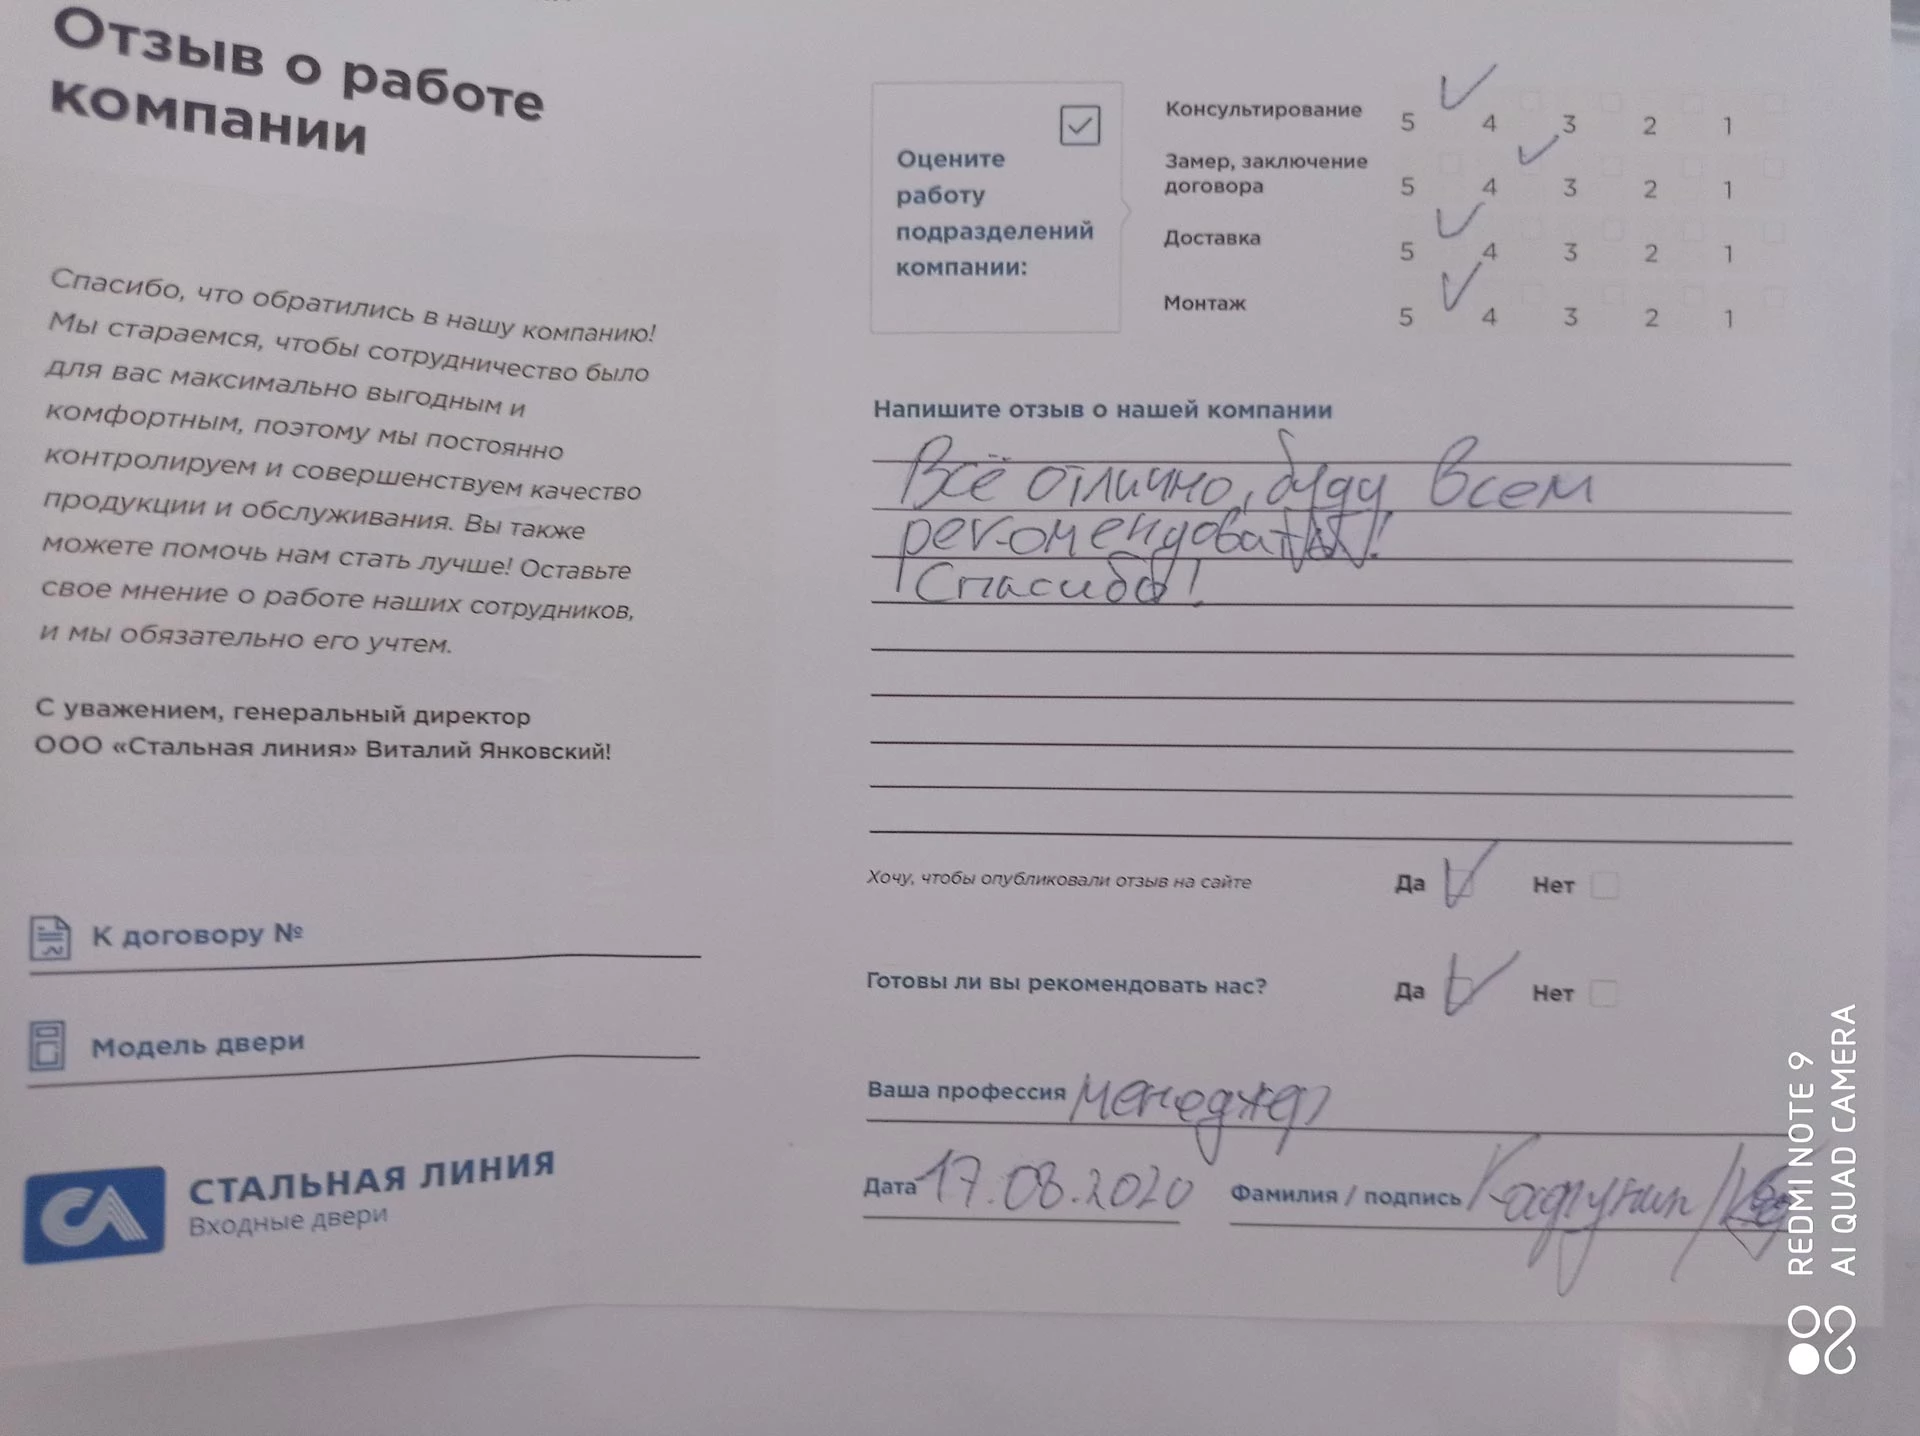 Отзыв о работе
компании
Спасибо, что обратились в нашу компанию!
Мы стараемся, чтобы сотрудничество было
для вас максимально выгодным и
комфортным, поэтому мы постоянно
контролируем и совершенствуем качество
продукции и обслуживания. Вы также
можете помочь нам стать лучше! Оставьте
свое мнение о работе наших сотрудников,
и мы обязательно его учтем.
С уважением, генеральный директор
ООО «Стальная линия» Виталий Янковский!
К договору №
Модель двери
СТАЛЬНАЯ ЛИНИЯ
Входные двери
Оцените
работу
подразделений
компании:
Консультирование 5 4 3 2 1
Замер, заключение
договора 5 4 3 2 1
Доставка 5 4 3 2 1
Монтаж 5 4 3 2 1
Напишите отзыв о нашей компании
Всё отлично, буду всем
рекомендовать!
Спасибо!
Хочу, чтобы опубликовали отзыв на сайте Да Нет
Готовы ли вы рекомендовать нас? Да Нет
Ваша профессия менеджер
Дата 17.08.2020 Фамилия / подпись
REDMI NOTE 9
AI QUAD CAMERA